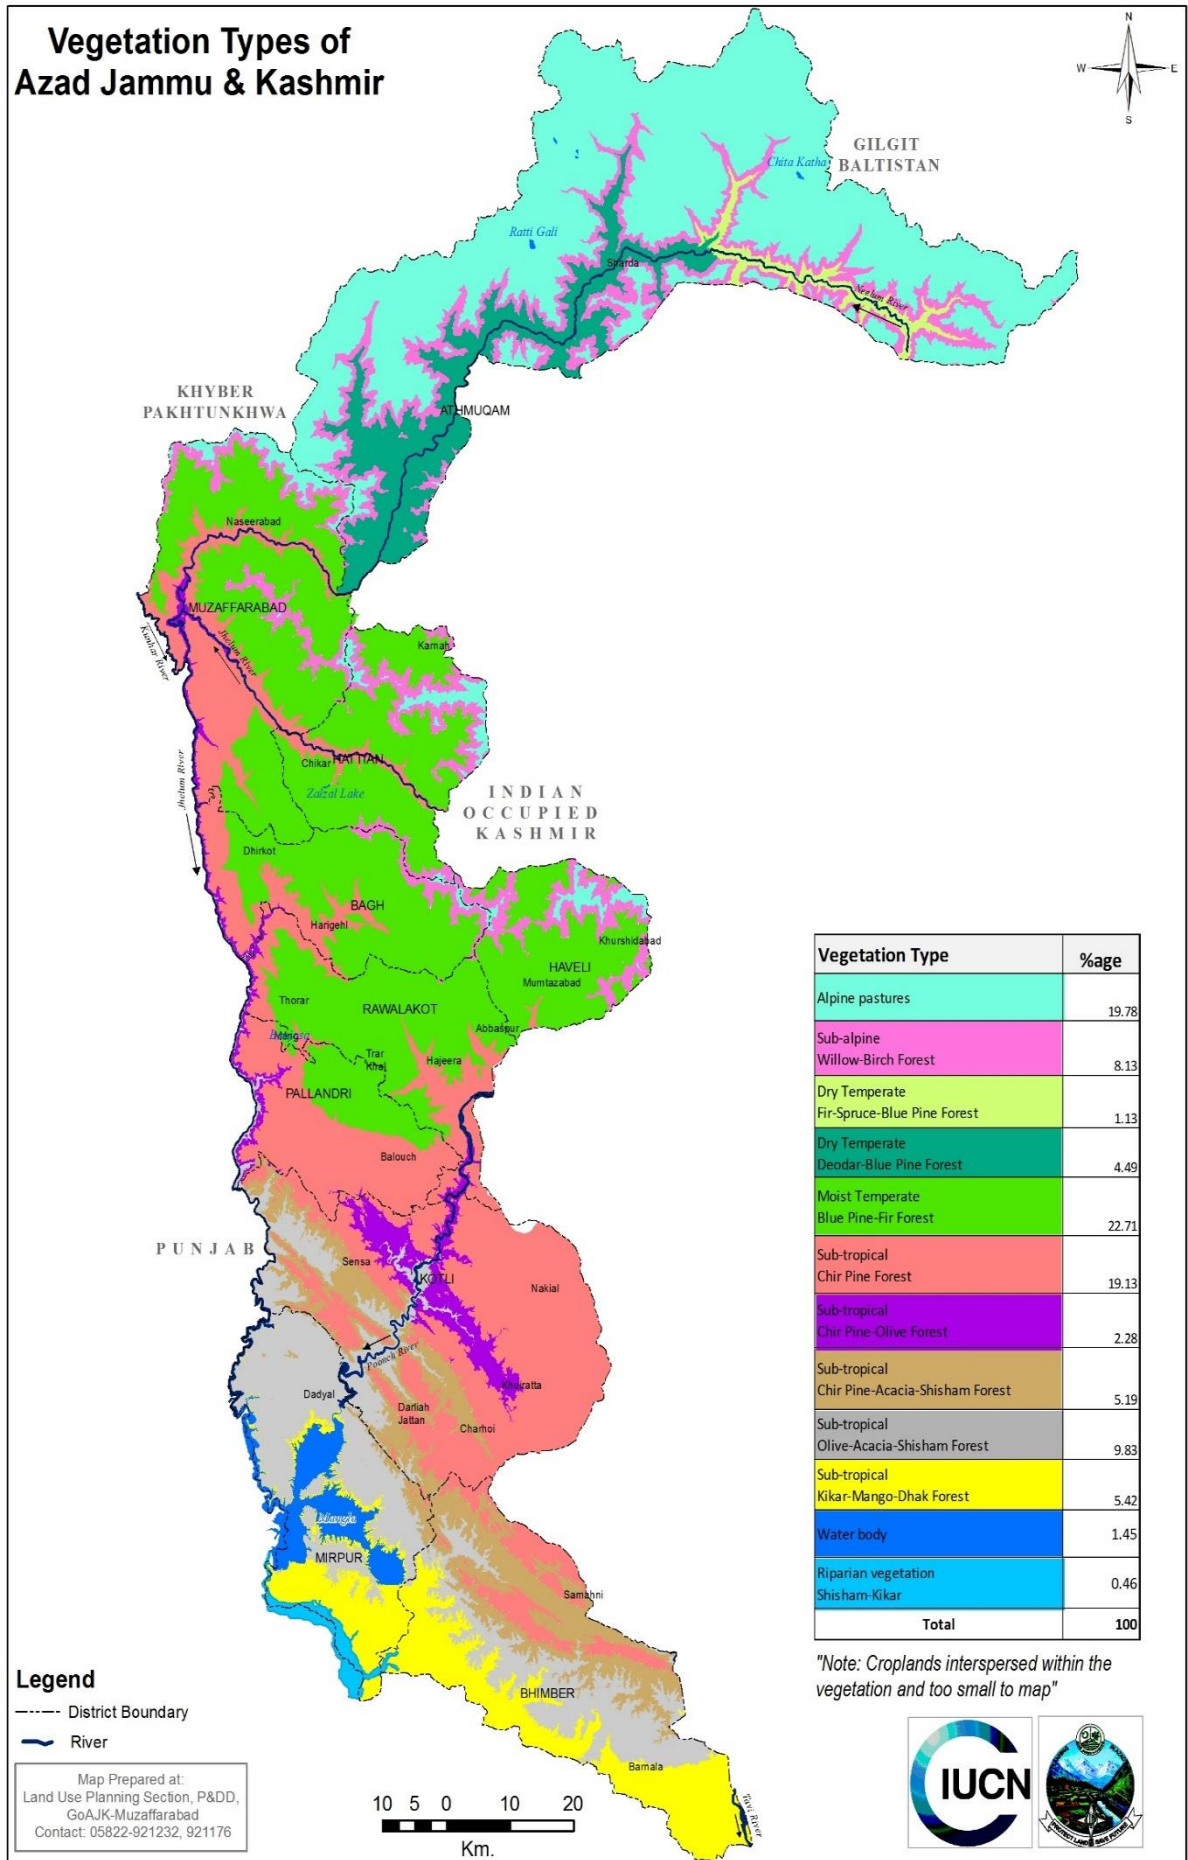 Vegetation Types of
Azad Jammu & Kashmir
N
W
E
S
GILGIT
BALTISTAN
Chita Katha
Ratti Gali
Sharda
Neelum River
KHYBER
PAKHTUNKHWA
ATHMUQAM
Naseerabad
MUZAFFARABAD
Kunhar River
Jhelum River
Karnah
Chikar
HATTIAN
Zalzal Lake
Jhelum River
INDIAN
OCCUPIED
KASHMIR
Dhirkot
BAGH
Harigehl
Khurshidabad
HAVELI
Mumtazabad
Thorar
RAWALAKOT
Abbaspur
Trar
Khal
Hajeera
PALLANDRI
Balouch
PUNJAB
Sensa
KOTLI
Nakial
Poonch River
Khuiratta
Dadyal
Darliah
Jattan
Charhoi
Mangla
MIRPUR
Samahni
BHIMBER
Barnala
Tavi River
Vegetation Type %age
Alpine pastures 19.78
Sub-alpine
Willow-Birch Forest 8.13
Dry Temperate
Fir-Spruce-Blue Pine Forest 1.13
Dry Temperate
Deodar-Blue Pine Forest 4.49
Moist Temperate
Blue Pine-Fir Forest 22.71
Sub-tropical
Chir Pine Forest 19.13
Sub-tropical
Chir Pine-Olive Forest 2.28
Sub-tropical
Chir Pine-Acacia-Shisham Forest 5.19
Sub-tropical
Olive-Acacia-Shisham Forest 9.83
Sub-tropical
Kikar-Mango-Dhak Forest 5.42
Water body 1.45
Riparian vegetation
Shisham-Kikar 0.46
Total 100
"Note: Croplands interspersed within the
vegetation and too small to map"
Legend
District Boundary
River
Map Prepared at:
Land Use Planning Section, P&DD,
GoAJK-Muzaffarabad
Contact: 05822-921232, 921176
10 5 0 10 20
Km.
IUCN
PROTECT LAND SAVE FUTURE